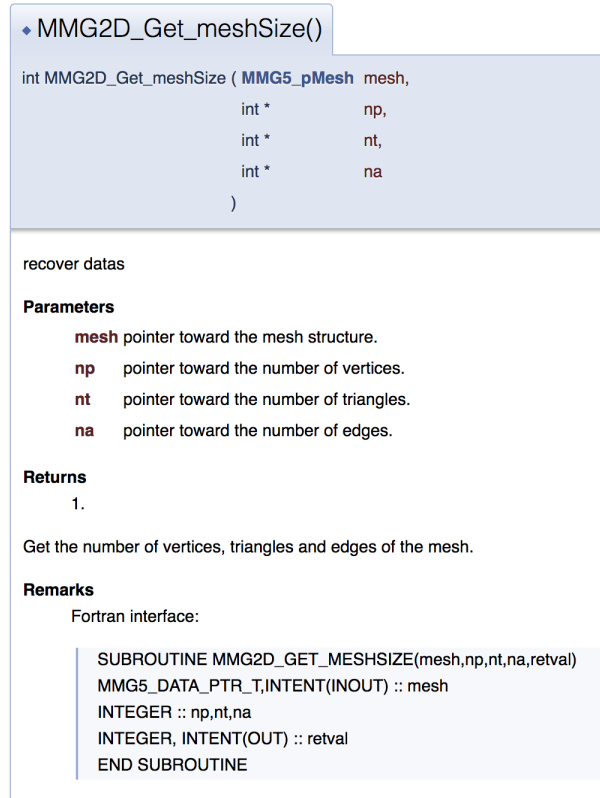 ◆ MMG2D_Get_meshSize()
int MMG2D_Get_meshSize ( MMG5_pMesh mesh,
int * np,
int * nt,
int * na
)
recover datas
Parameters
mesh pointer toward the mesh structure.
np pointer toward the number of vertices.
nt pointer toward the number of triangles.
na pointer toward the number of edges.
Returns
1.
Get the number of vertices, triangles and edges of the mesh.
Remarks
Fortran interface:
SUBROUTINE MMG2D_GET_MESHSIZE(mesh,np,nt,na,retval)
MMG5_DATA_PTR_T,INTENT(INOUT) :: mesh
INTEGER :: np,nt,na
INTEGER, INTENT(OUT) :: retval
END SUBROUTINE